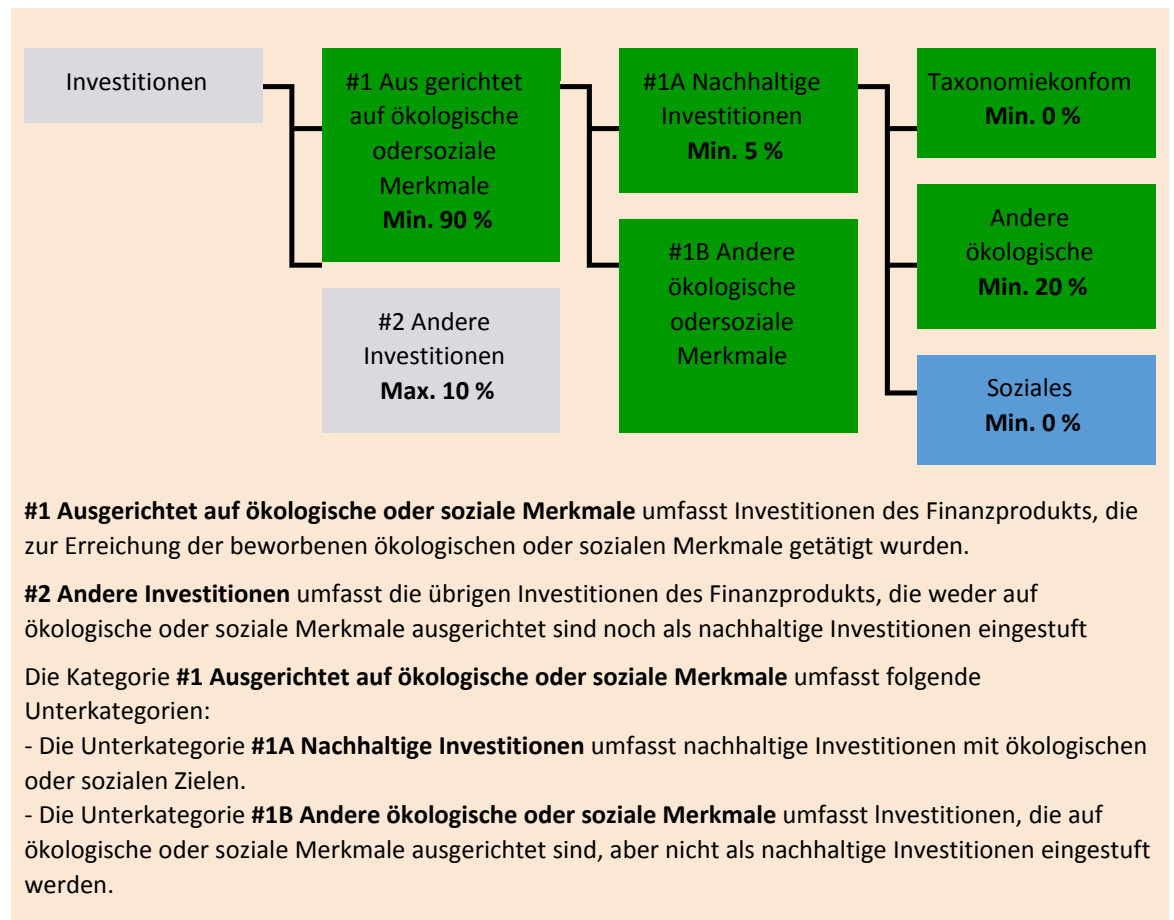 Investitionen
#1 Aus gerichtet
auf ökologische
odersoziale
Merkmale
Min. 90 %
#2 Andere
Investitionen
Max. 10 %
#1A Nachhaltige
Investitionen
Min. 5 %
#1B Andere
ökologische
odersoziale
Merkmale
Taxonomiekonfom
Min. 0 %
Andere
ökologische
Min. 20 %
Soziales
Min. 0 %
#1 Ausgerichtet auf ökologische oder soziale Merkmale umfasst Investitionen des Finanzprodukts, die
zur Erreichung der beworbenen ökologischen oder sozialen Merkmale getätigt wurden.
#2 Andere Investitionen umfasst die übrigen Investitionen des Finanzprodukts, die weder auf
ökologische oder soziale Merkmale ausgerichtet sind noch als nachhaltige Investitionen eingestuft
Die Kategorie #1 Ausgerichtet auf ökologische oder soziale Merkmale umfasst folgende
Unterkategorien:
- Die Unterkategorie #1A Nachhaltige Investitionen umfasst nachhaltige Investitionen mit ökologischen
oder sozialen Zielen.
- Die Unterkategorie #1B Andere ökologische oder soziale Merkmale umfasst lnvestitionen, die auf
ökologische oder soziale Merkmale ausgerichtet sind, aber nicht als nachhaltige Investitionen eingestuft
werden.